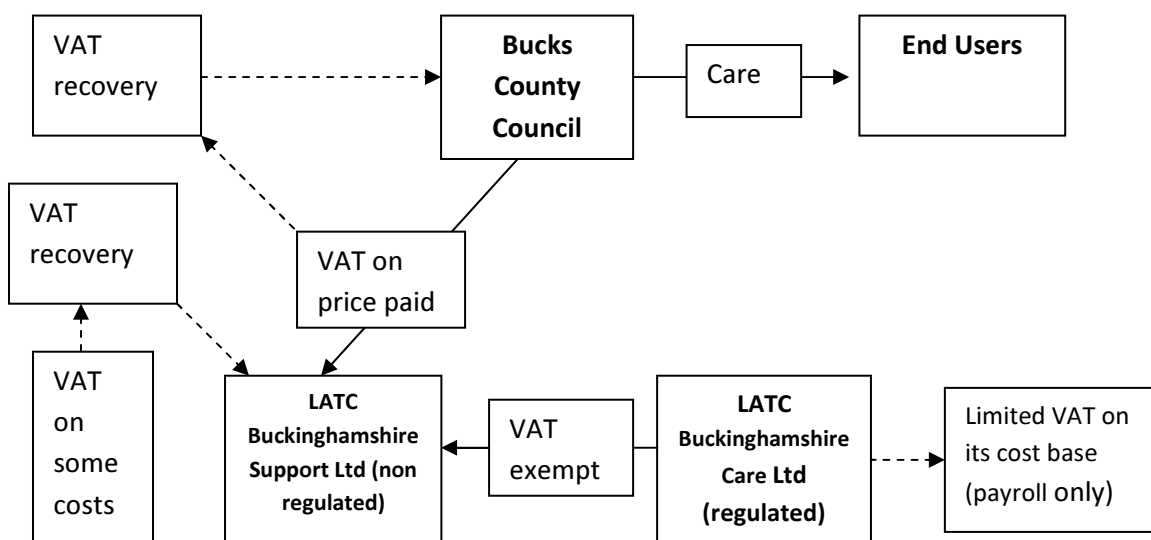 VAT
recovery
Bucks
County
Council
Care
End Users
VAT
recovery
VAT on
price paid
VAT
on
some
costs
LATC
Buckinghamshire
Support Ltd (non
regulated)
VAT
exempt
LATC
Buckinghamshire
Care Ltd
(regulated)
Limited VAT on
its cost base
(payroll only)